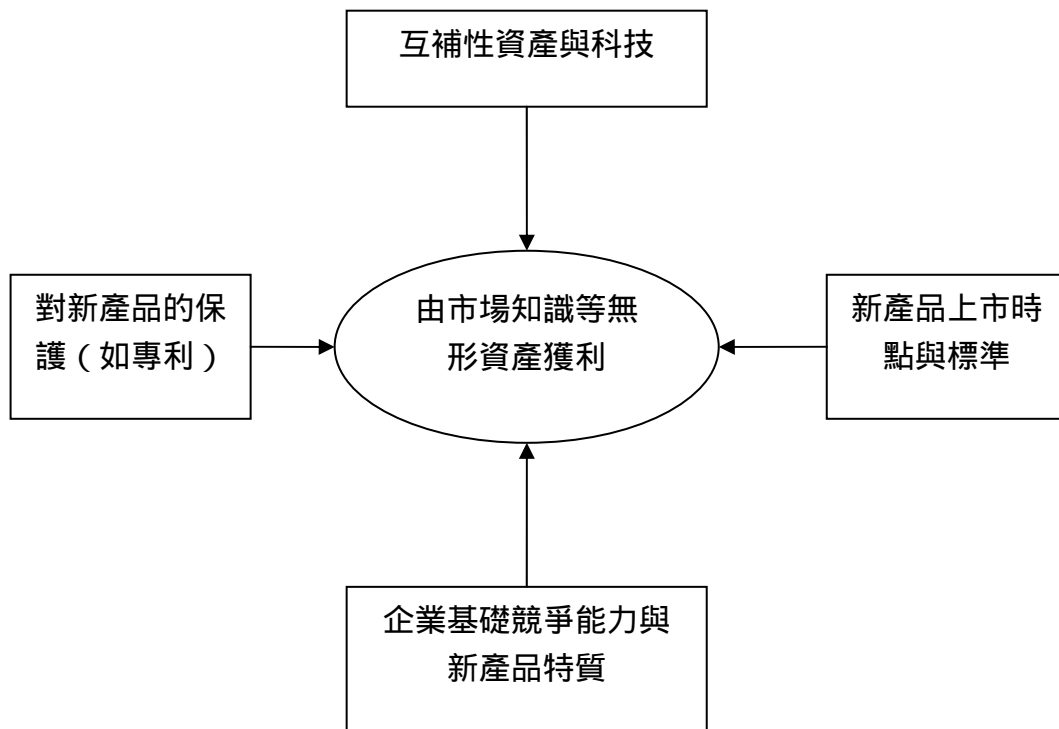 互補性資產與科技
對新產品的保
護（如專利）
由市場知識等無
形資產獲利
新產品上市時
點與標準
企業基礎競爭能力與
新產品特質